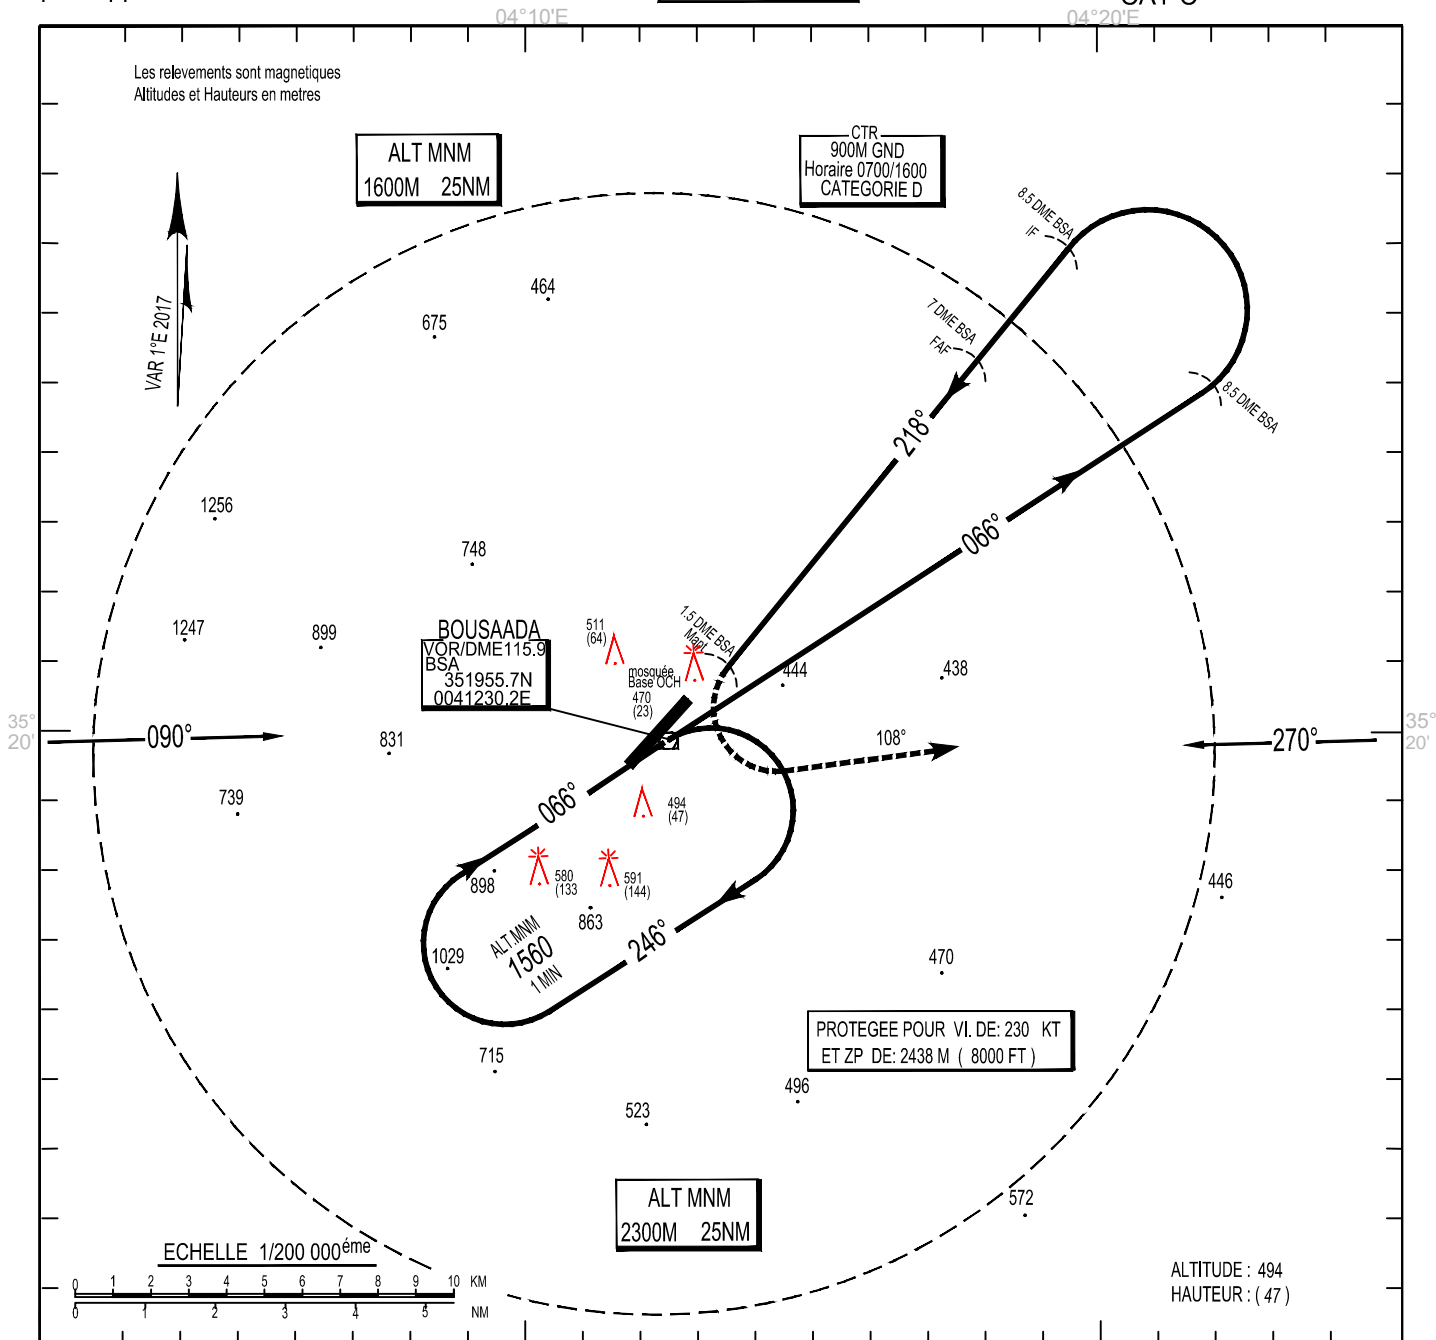 04°10'E
04°20'E
Les relevements sont magnetiques
Altitudes et Hauteurs en metres
ALT MNM
1600M 25NM
CTR
900M GND
Horaire 0700/1600
CATEGORIE D
VAR 1°E 2017
8.5 DME BSA
IF
7 DME BSA
FAF
8.5 DME BSA
464
675
218°
066°
1256
748
1247
899
BOUSAADA
VOR/DME115.9
BSA
351955.7N
0041230.2E
511
(64)
1.5 DME BSA
Mapt
mosquée
Base OCH
470
(23)
444
438
35°
20'
090°
831
108°
270°
35°
20'
739
066°
494
(47)
898
580
(133
591
(144)
446
863
ALT.MNM
1560
1 MIN
246°
1029
470
PROTEGEE POUR VI. DE: 230 KT
ET ZP DE: 2438 M ( 8000 FT )
715
496
523
ALT MNM
2300M 25NM
572
ECHELLE 1/200 000éme
0 1 2 3 4 5 6 7 8 9 10 KM
0 1 2 3 4 5 NM
ALTITUDE : 494
HAUTEUR : ( 47 )